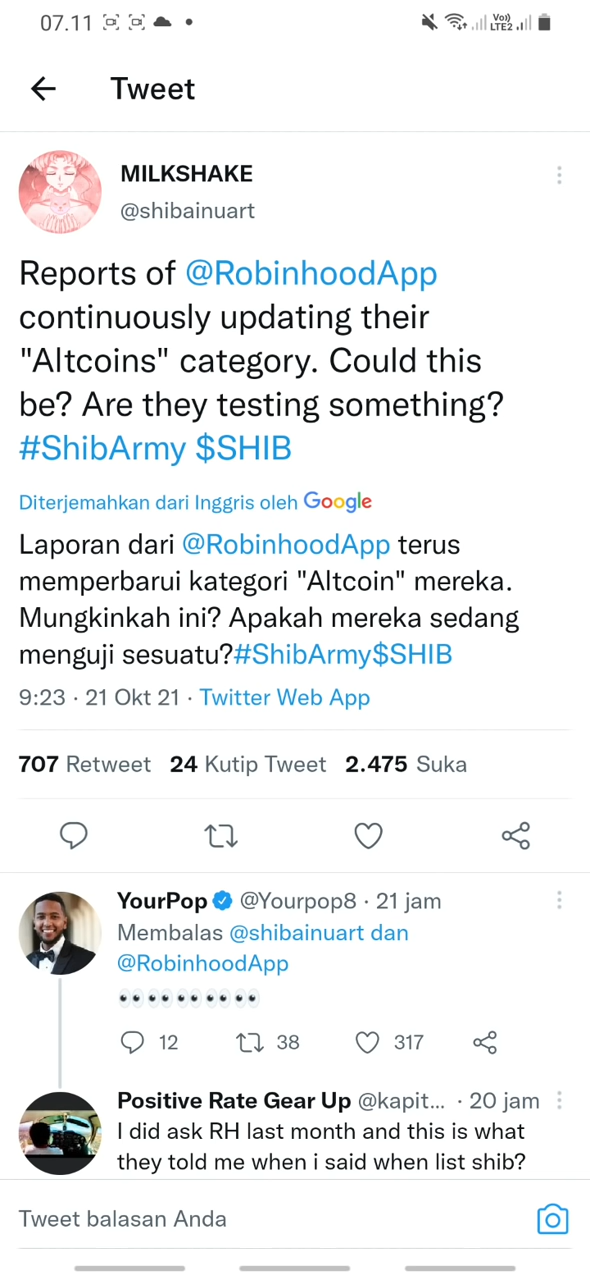 07.11
Vo))
LTE2
Tweet
MILKSHAKE
@shibainuart
Reports of @RobinhoodApp
continuously updating their
"Altcoins" category. Could this
be? Are they testing something?
#ShibArmy $SHIB
Diterjemahkan dari Inggris oleh Google
Laporan dari @RobinhoodApp terus
memperbarui kategori "Altcoin" mereka.
Mungkinkah ini? Apakah mereka sedang
menguji sesuatu?#ShibArmy$SHIB
9:23 · 21 Okt 21 · Twitter Web App
707 Retweet 24 Kutip Tweet 2.475 Suka
YourPop @Yourpop8 · 21 jam
Membalas @shibainuart dan
@RobinhoodApp
👀👀👀👀👀
12 38 317
Positive Rate Gear Up @kapit... · 20 jam
I did ask RH last month and this is what
they told me when i said when list shib?
Tweet balasan Anda